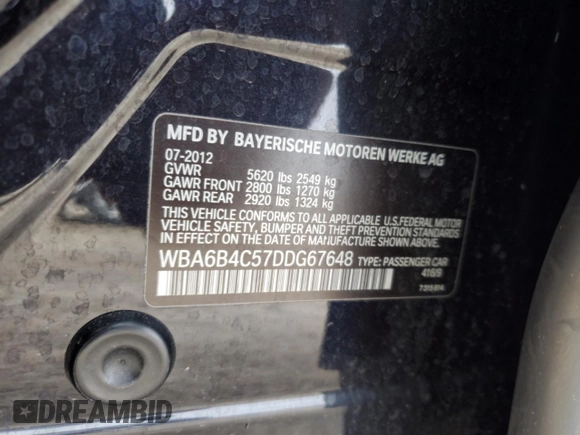 MFD BY BAYERISCHE MOTOREN WERKE AG
07-2012
GVWR 5620 lbs 2549 kg
GAWR FRONT 2800 lbs 1270 kg
GAWR REAR 2920 lbs 1324 kg
THIS VEHICLE CONFORMS TO ALL APPLICABLE U.S. FEDERAL MOTOR
VEHICLE SAFETY, BUMPER AND THEFT PREVENTION STANDARDS
IN EFFECT ON THE DATE OF MANUFACTURE SHOWN ABOVE.
WBA6B4C57DDG67648 TYPE: PASSENGER CAR
416/9
DREAMBID